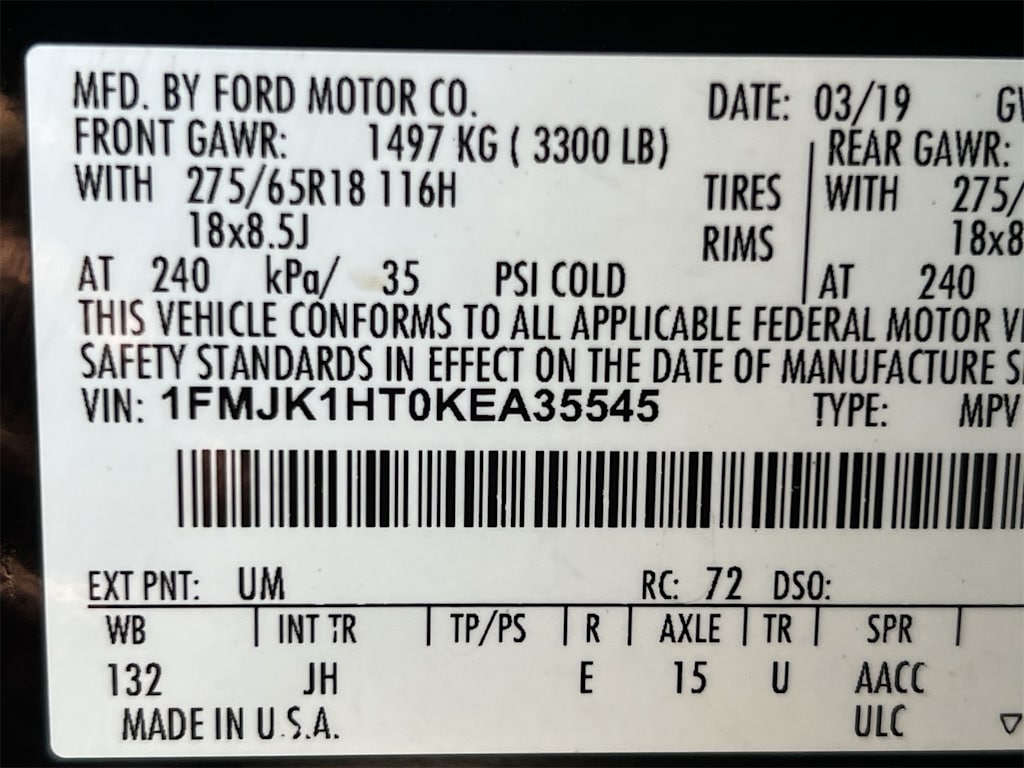 MFD. BY FORD MOTOR CO. DATE: 03/19
FRONT GAWR: 1497 KG ( 3300 LB) REAR GAWR:
WITH 275/65R18 116H TIRES WITH 275/
18x8.5J RIMS 18x8
AT 240 kPa/ 35 PSI COLD AT 240
THIS VEHICLE CONFORMS TO ALL APPLICABLE FEDERAL MOTOR
SAFETY STANDARDS IN EFFECT ON THE DATE OF MANUFACTURE
VIN: 1FMJK1HT0KEA35545 TYPE: MPV
EXT PNT: UM RC: 72 DSO:
WB INT TR TP/PS R AXLE TR SPR
132 JH E 15 U AACC
MADE IN U.S.A. ULC